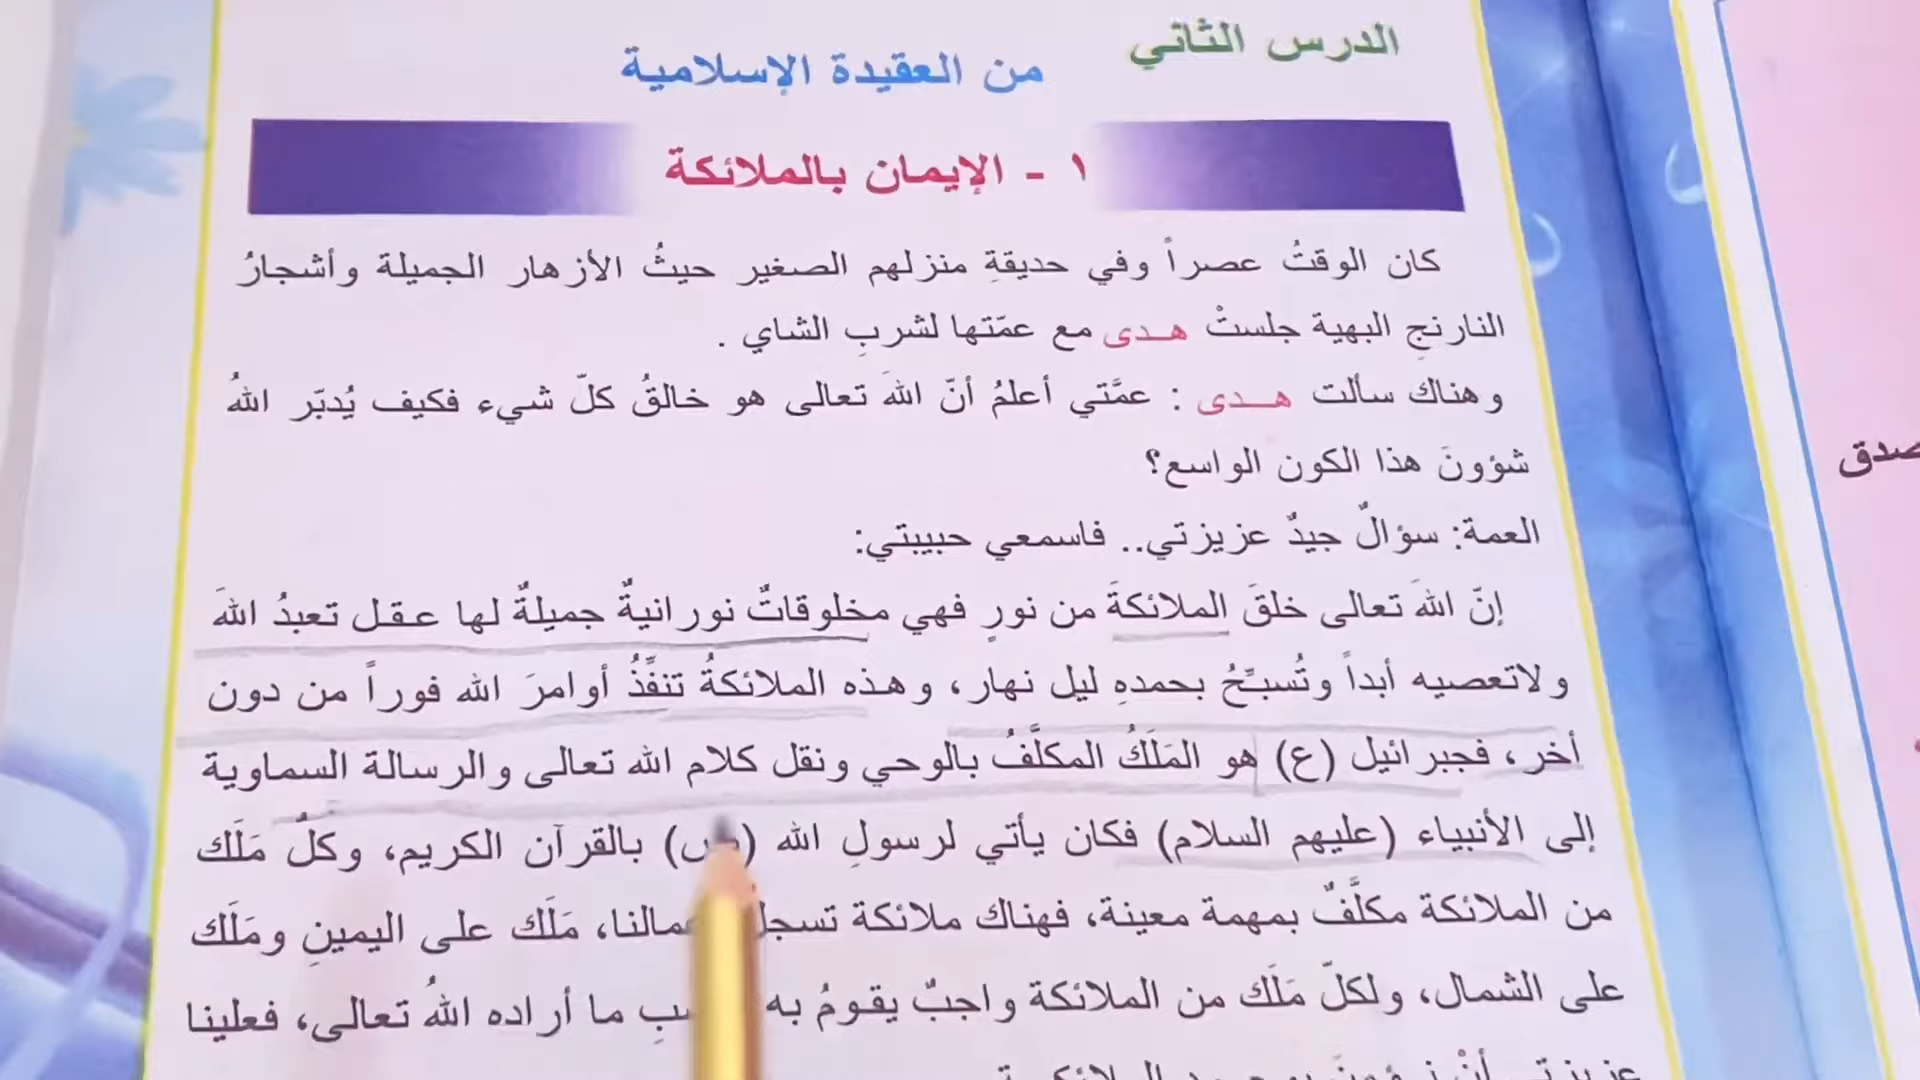 الدرس الثاني
من العقيدة الإسلامية
١ - الإيمان بالملائكة
كان الوقتُ عصراً وفي حديقةِ منزلهم الصغير حيثُ الأزهار الجميلة وأشجارُ
النارنجِ البهية جلستْ هـدى مع عمّتها لشربِ الشاي .
وهناك سألت هـدى : عمَّتي أعلمُ أنّ اللهَ تعالى هو خالقُ كلّ شيء فكيف يُدبّر اللهُ
شؤونَ هذا الكون الواسع؟
العمة: سؤالٌ جيدٌ عزيزتي.. فاسمعي حبيبتي:
إنّ اللهَ تعالى خلقَ الملائكةَ من نورٍ فهي مخلوقاتٌ نورانيةٌ جميلةٌ لها عقل تعبدُ اللهَ
ولاتعصيه أبداً وتُسبِّحُ بحمدهِ ليل نهار، وهذه الملائكةُ تنفِّذُ أوامرَ الله فوراً من دون
أخر، فجبرائيل (ع) هو المَلَكُ المكلَّفُ بالوحي ونقل كلام الله تعالى والرسالة السماوية
إلى الأنبياء (عليهم السلام) فكان يأتي لرسولِ الله (ص) بالقرآن الكريم، وكلُّ مَلَك
من الملائكة مكلَّفٌ بمهمة معينة، فهناك ملائكة تسجل مَلَك على اليمينِ ومَلَك
على الشمال، ولكلّ مَلَك من الملائكة واجبٌ يقومُ به ما أراده اللهُ تعالى، فعلينا
صدق